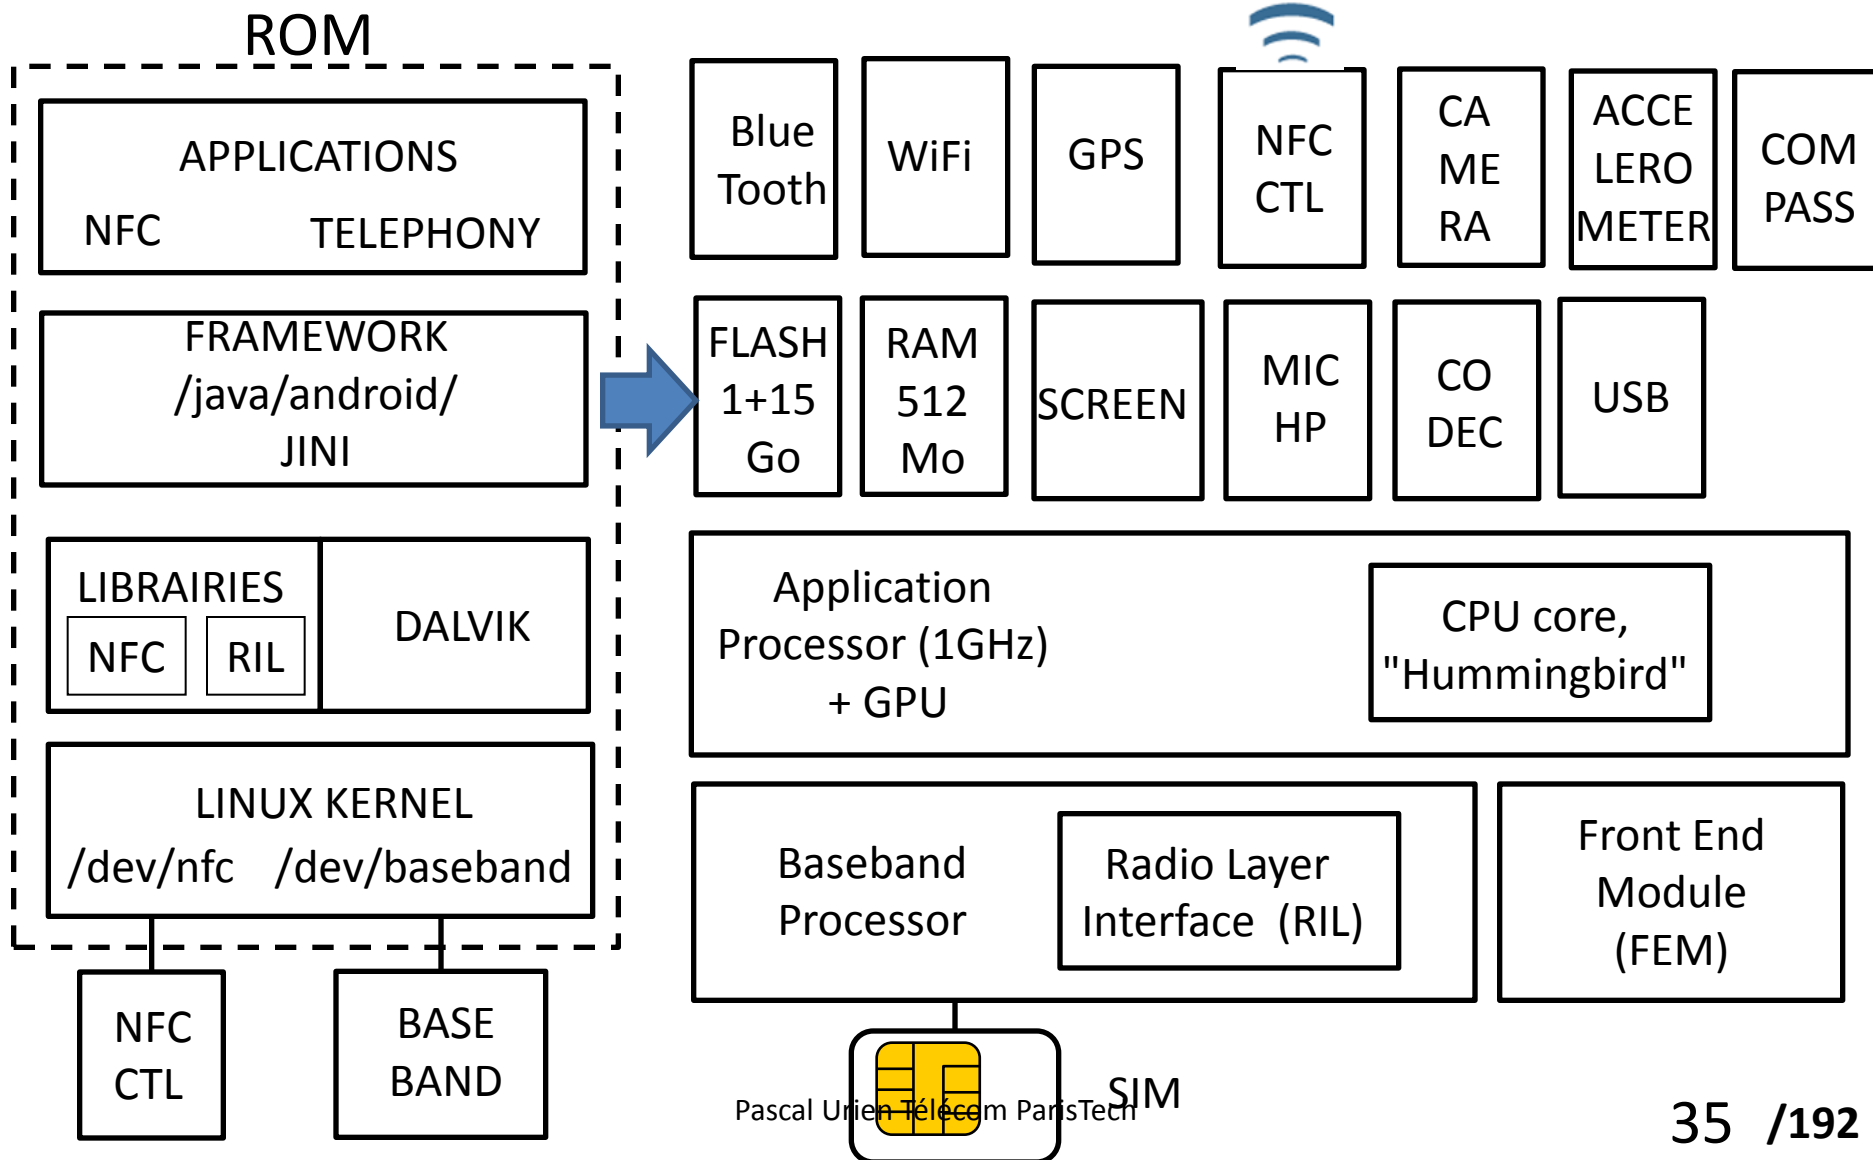 ROM
APPLICATIONS
NFC TELEPHONY
FRAMEWORK
/java/android/
JINI
LIBRAIRIES
NFC RIL
DALVIK
LINUX KERNEL
/dev/nfc /dev/baseband
NFC
CTL
BASE
BAND
Blue
Tooth
WiFi
GPS
NFC
CTL
CA
ME
RA
ACCE
LERO
METER
COM
PASS
FLASH
1+15
Go
RAM
512
Mo
SCREEN
MIC
HP
CO
DEC
USB
Application
Processor (1GHz)
+ GPU
CPU core,
"Hummingbird"
Baseband
Processor
Radio Layer
Interface (RIL)
Front End
Module
(FEM)
SIM
Pascal Urien Télécom ParisTech
35 /192